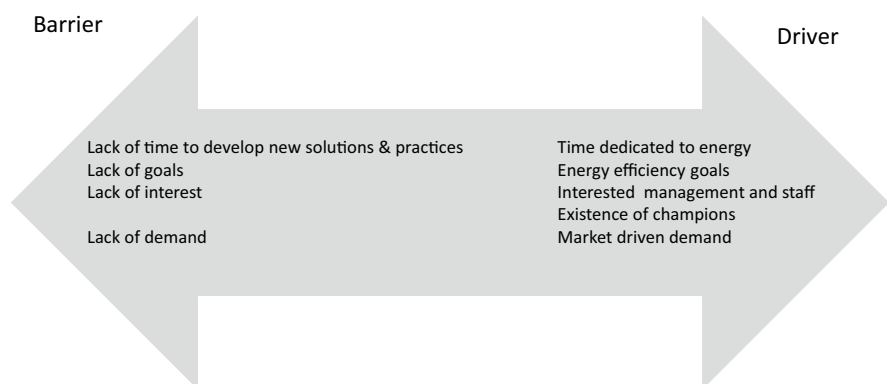 Barrier
Driver
Lack of time to develop new solutions & practices
Lack of goals
Lack of interest
Lack of demand
Time dedicated to energy
Energy efficiency goals
Interested management and staff
Existence of champions
Market driven demand